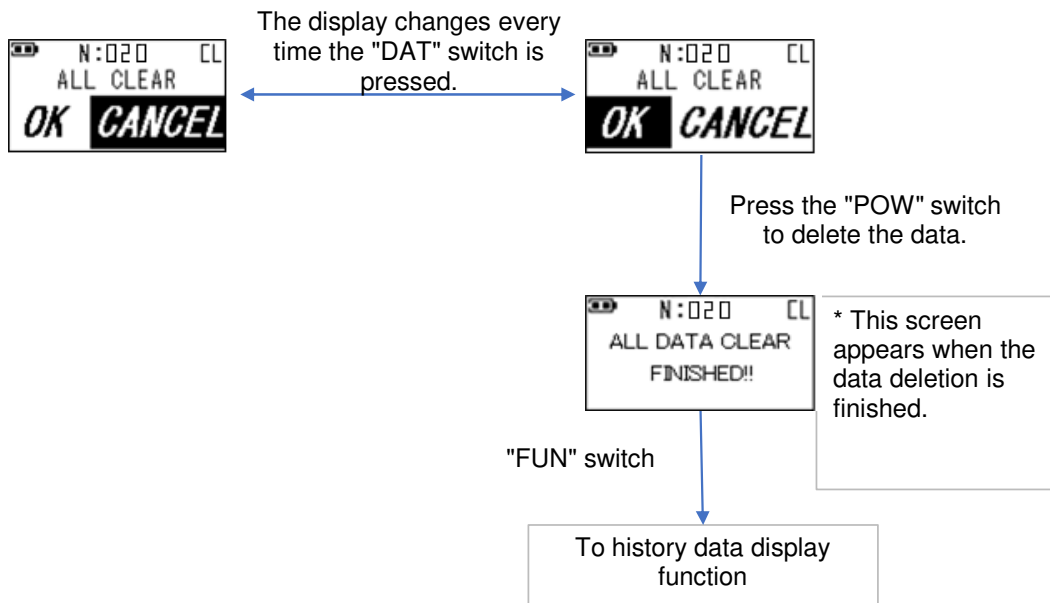 The display changes every
time the "DAT" switch is
pressed.
N:020 CL
ALL CLEAR
OK CANCEL
N:020 CL
ALL CLEAR
OK CANCEL
Press the "POW" switch
to delete the data.
N:020 CL
ALL DATA CLEAR
FINISHED!!
* This screen
appears when the
data deletion is
finished.
"FUN" switch
To history data display
function